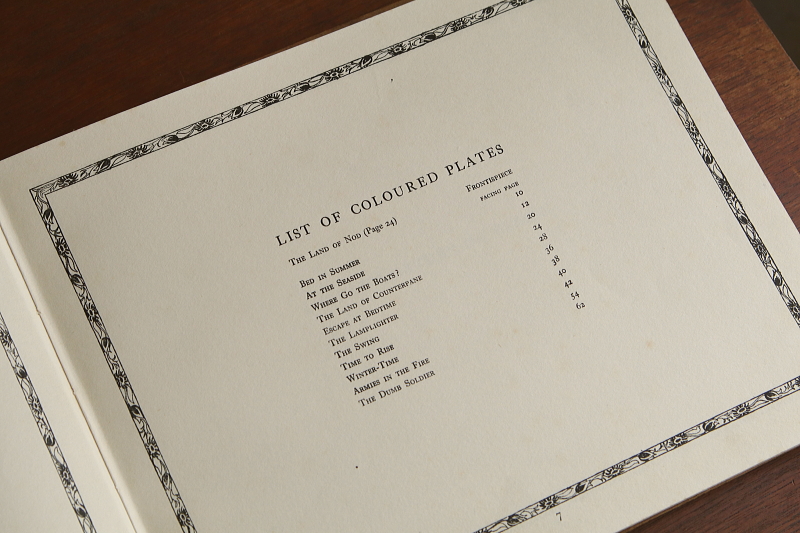 LIST OF COLOURED PLATES
The Land of Nod (Page 24) Frontispiece
FACING PAGE
Bed in Summer 10
At the Seaside 12
Where Go the Boats? 20
The Land of Counterpane 24
Escape at Bedtime 28
The Lamplighter 36
The Swing 38
Time to Rise 40
Winter-Time 42
Armies in the Fire 54
The Dumb Soldier 62
7